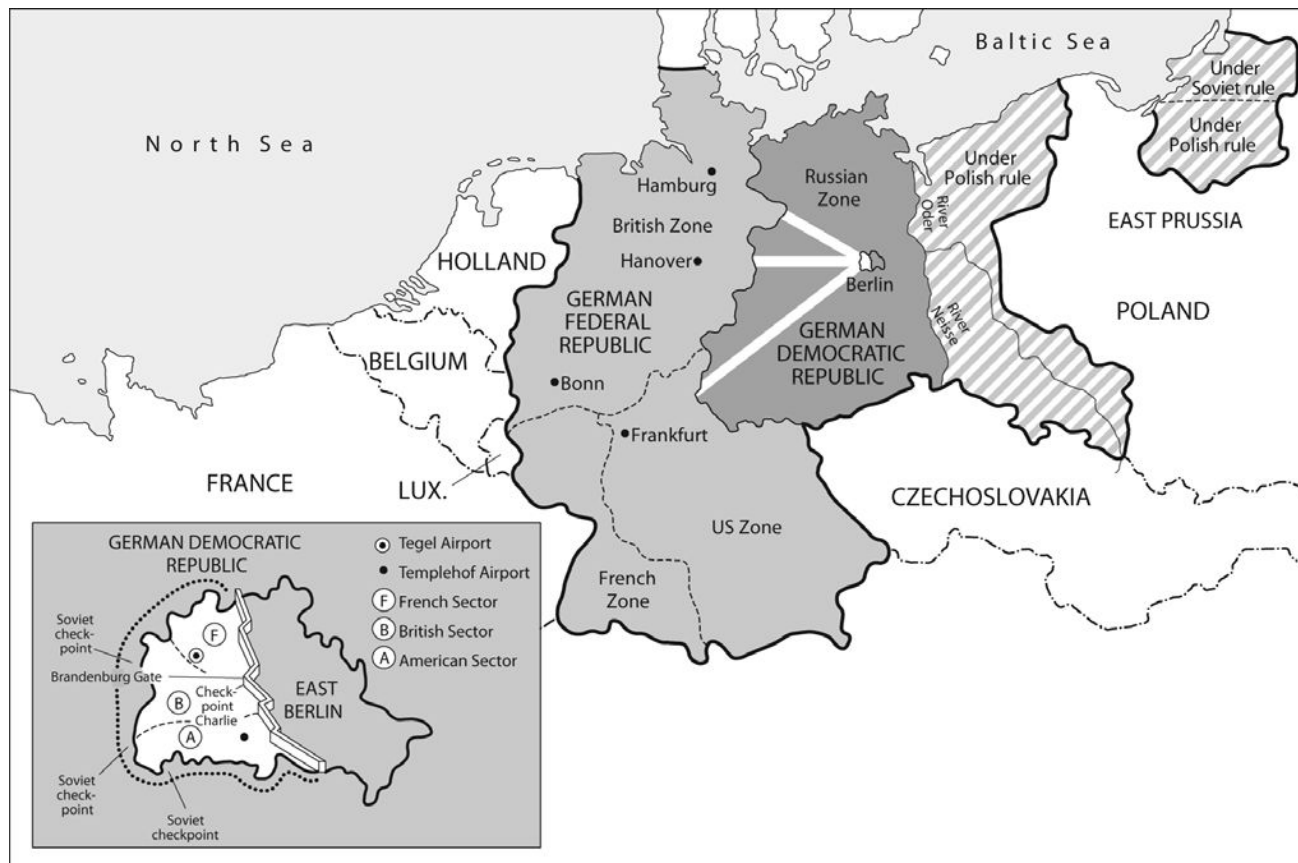 Baltic Sea
North Sea
Under
Soviet rule
Under
Polish rule
Under
Polish rule
Russian
Zone
Hamburg
River
Oder
British Zone
EAST PRUSSIA
HOLLAND
Hanover
Berlin
GERMAN
FEDERAL
REPUBLIC
River
Neisse
POLAND
GERMAN
DEMOCRATIC
REPUBLIC
BELGIUM
Bonn
Frankfurt
FRANCE
LUX.
CZECHOSLOVAKIA
US Zone
French
Zone
GERMAN DEMOCRATIC
REPUBLIC
Tegel Airport
Templehof Airport
F French Sector
B British Sector
A American Sector
Soviet
check-
point
F
Brandenburg Gate
B
Check-
point
Charlie
EAST
BERLIN
A
Soviet
check-
point
Soviet
checkpoint